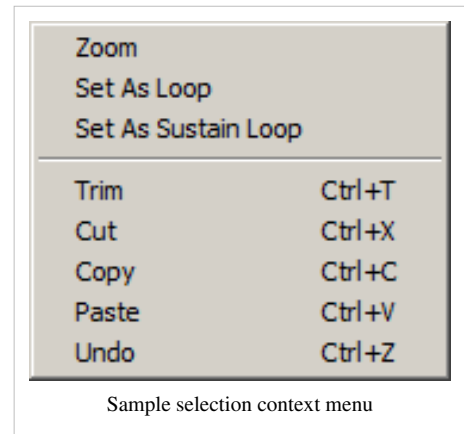 Zoom
Set As Loop
Set As Sustain Loop
Trim Ctrl+T
Cut Ctrl+X
Copy Ctrl+C
Paste Ctrl+V
Undo Ctrl+Z
Sample selection context menu